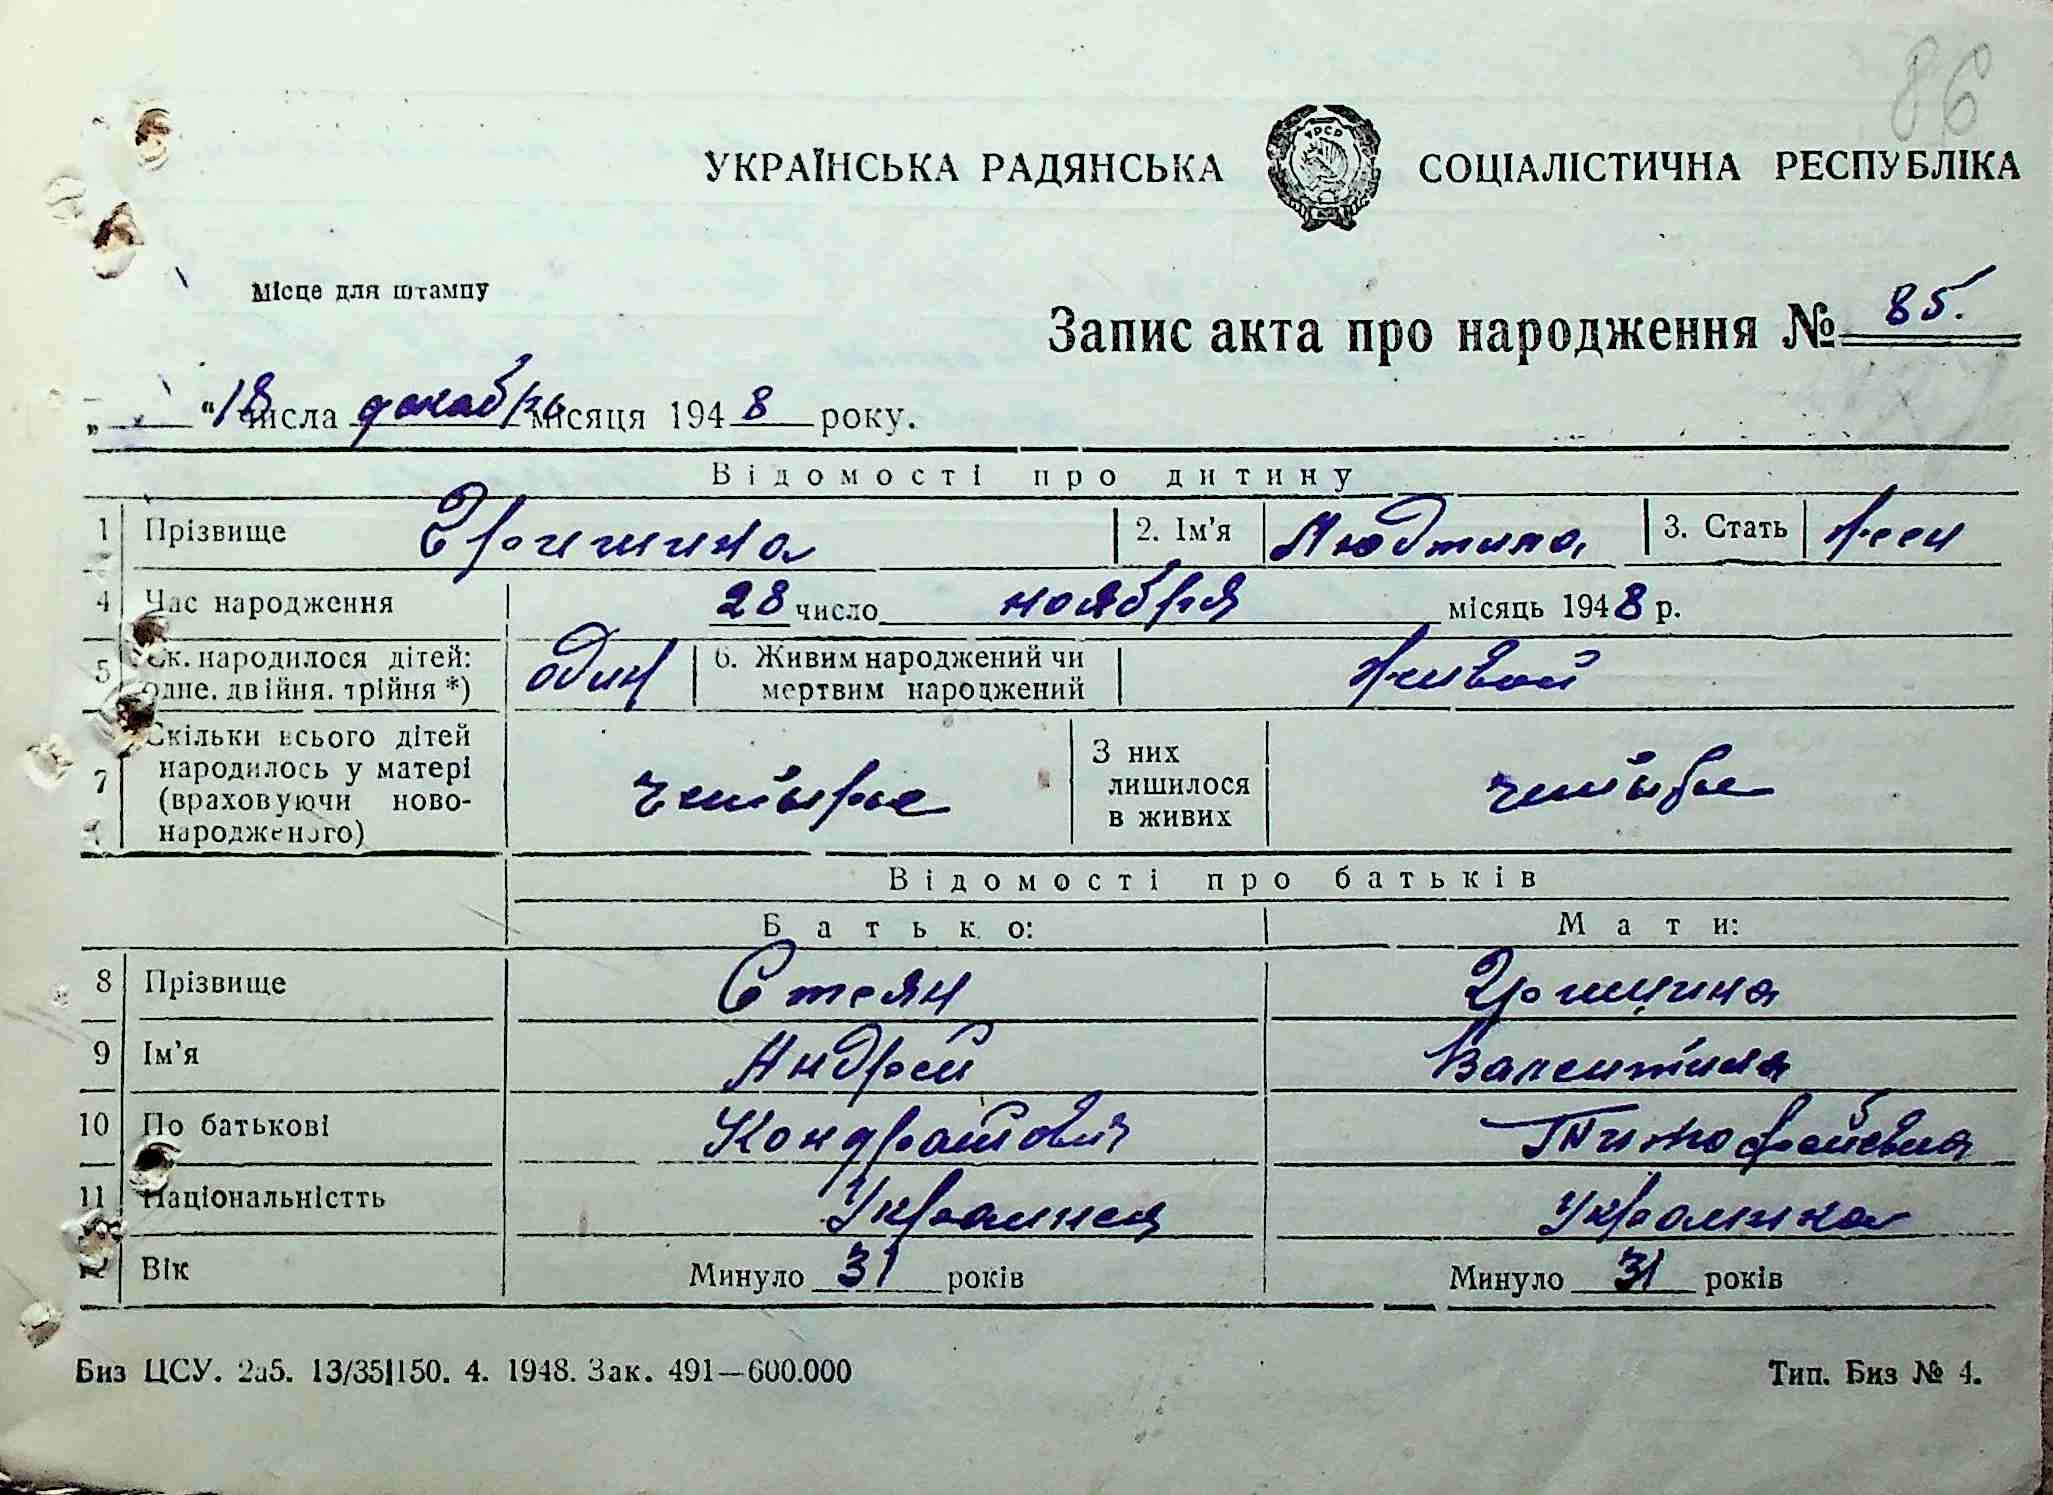 86
УКРАЇНСЬКА РАДЯНСЬКА СОЦІАЛІСТИЧНА РЕСПУБЛІКА
УРСР
Місце для штампу
Запис акта про народження № 85.
„ “ 18 числа декабря місяця 1948 року.
Відомості про дитину
1 Прізвище 2. Ім'я Людмила 3. Стать жен
4 Час народження 28 число ноября місяць 1948 р.
5 Ск. народилося дітей: один 6. Живим народжений чи живой
одне, двійня, трійня *) мертвим народжений
7 Скільки всього дітей народилось у матері (враховуючи ново-народженого) четыре З них лишилося в живих четыре
Відомості про батьків
Батько: Мати:
8 Прізвище Стоян
9 Ім'я Андрей Валентина
10 По батькові Кондратович Тимофеевна
11 Національністть Украинец Украинка
12 Вік Минуло 31 років Минуло 31 років
Биз ЦСУ. 2а5. 13/35|150. 4. 1948. Зак. 491—600.000 Тип. Биз № 4.